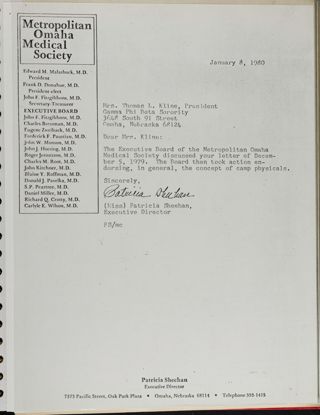 Metropolitan
Omaha
Medical
Society
Edward M. Malashock, M.D.
President
Frank O. Donahue, M.D.
President-elect
John F. Fitzgibbons, M.D.
Secretary-Treasurer
EXECUTIVE BOARD
John F. Fitzgibbons, M.D.
Charles Bressman, M.D.
Eugene Zweiback, M.D.
Frederick F. Paustian, M.D.
John W. Monson, M.D.
John J. Hoesing, M.D.
Roger Jernstrom, M.D.
Charles M. Root, M.D.
John Kirchner, M.D.
Blaine Y. Roffman, M.D.
Donald J. Pavelka, M.D.
S.F. Peartree, M.D.
Daniel Miller, M.D.
Richard Q. Crotty, M.D.
Carlyle E. Wilson, M.D.
January 8, 1980
Mrs. Thomas L. Kline, President
Gamma Phi Beta Sorority
3648 South 91 Street
Omaha, Nebraska 68124
Dear Mrs. Kline:
The Executive Board of the Metropolitan Omaha
Medical Society discussed your letter of Decem-
ber 5, 1979. The Board then took action en-
dorsing, in general, the concept of camp physicals.
Sincerely,
Patricia Sheehan
(Miss) Patricia Sheehan,
Executive Director
PS/mc
Patricia Sheehan
Executive Director
7373 Pacific Street, Oak Park Plaza • Omaha, Nebraska 68114 • Telephone 393-1415